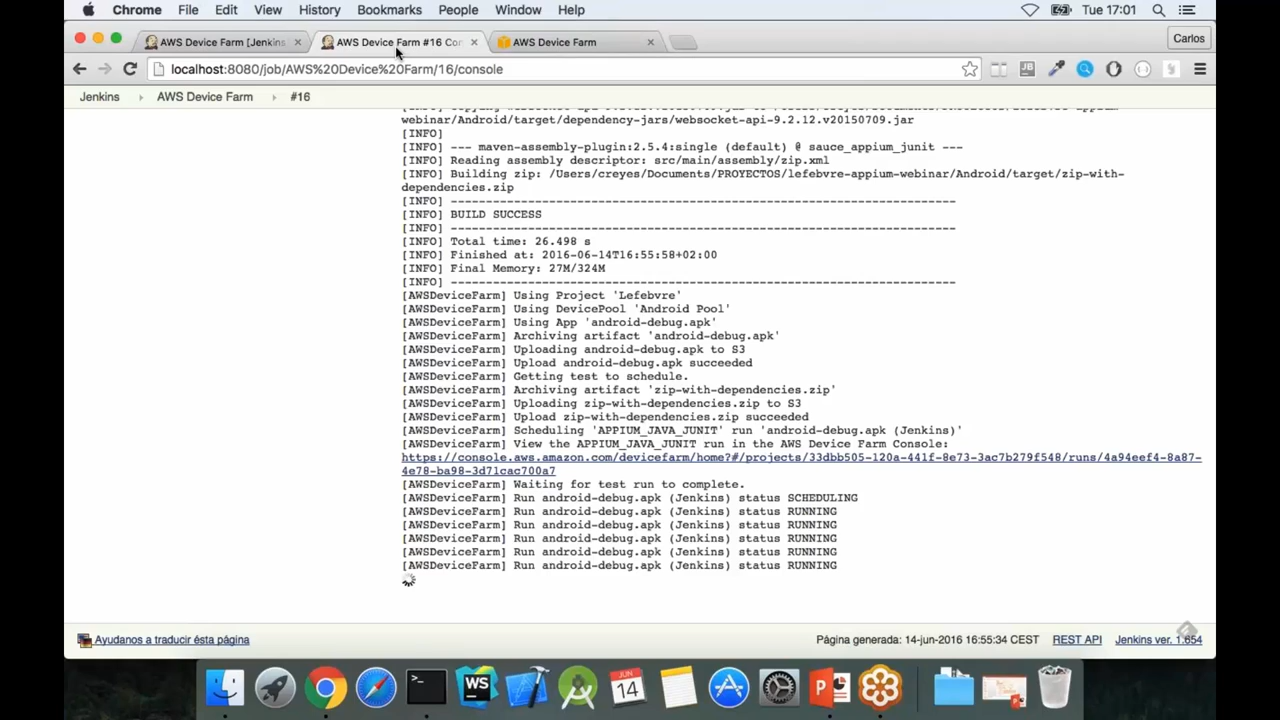 Chrome File Edit View History Bookmarks People Window Help Tue 17:01
AWS Device Farm [Jenkins
AWS Device Farm #16 Con
AWS Device Farm
Carlos
localhost:8080/job/AWS%20Device%20Farm/16/console
JB
Jenkins AWS Device Farm #16
webinar/Android/target/dependency-jars/websocket-api-9.2.12.v20150709.jar
[INFO]
[INFO] --- maven-assembly-plugin:2.5.4:single (default) @ sauce_appium_junit ---
[INFO] Reading assembly descriptor: src/main/assembly/zip.xml
[INFO] Building zip: /Users/creyes/Documents/PROYECTOS/lefebvre-appium-webinar/Android/target/zip-with-
dependencies.zip
[INFO] ------------------------------------------------------------------------
[INFO] BUILD SUCCESS
[INFO] ------------------------------------------------------------------------
[INFO] Total time: 26.498 s
[INFO] Finished at: 2016-06-14T16:55:58+02:00
[INFO] Final Memory: 27M/324M
[INFO] ------------------------------------------------------------------------
[AWSDeviceFarm] Using Project 'Lefebvre'
[AWSDeviceFarm] Using DevicePool 'Android Pool'
[AWSDeviceFarm] Using App 'android-debug.apk'
[AWSDeviceFarm] Archiving artifact 'android-debug.apk'
[AWSDeviceFarm] Uploading android-debug.apk to S3
[AWSDeviceFarm] Upload android-debug.apk succeeded
[AWSDeviceFarm] Getting test to schedule.
[AWSDeviceFarm] Archiving artifact 'zip-with-dependencies.zip'
[AWSDeviceFarm] Uploading zip-with-dependencies.zip to S3
[AWSDeviceFarm] Upload zip-with-dependencies.zip succeeded
[AWSDeviceFarm] Scheduling 'APPIUM_JAVA_JUNIT' run 'android-debug.apk (Jenkins)'
[AWSDeviceFarm] View the APPIUM_JAVA_JUNIT run in the AWS Device Farm Console:
https://console.aws.amazon.com/devicefarm/home?#/projects/33dbb505-120a-441f-8e73-3ac7b279f548/runs/4a94eef4-8a87-
4e78-ba98-3d71cac700a7
[AWSDeviceFarm] Waiting for test run to complete.
[AWSDeviceFarm] Run android-debug.apk (Jenkins) status SCHEDULING
[AWSDeviceFarm] Run android-debug.apk (Jenkins) status RUNNING
[AWSDeviceFarm] Run android-debug.apk (Jenkins) status RUNNING
[AWSDeviceFarm] Run android-debug.apk (Jenkins) status RUNNING
[AWSDeviceFarm] Run android-debug.apk (Jenkins) status RUNNING
[AWSDeviceFarm] Run android-debug.apk (Jenkins) status RUNNING
Ayudanos a traducir ésta página
Página generada: 14-jun-2016 16:55:34 CEST REST API Jenkins ver. 1.654
WS
JUN
14